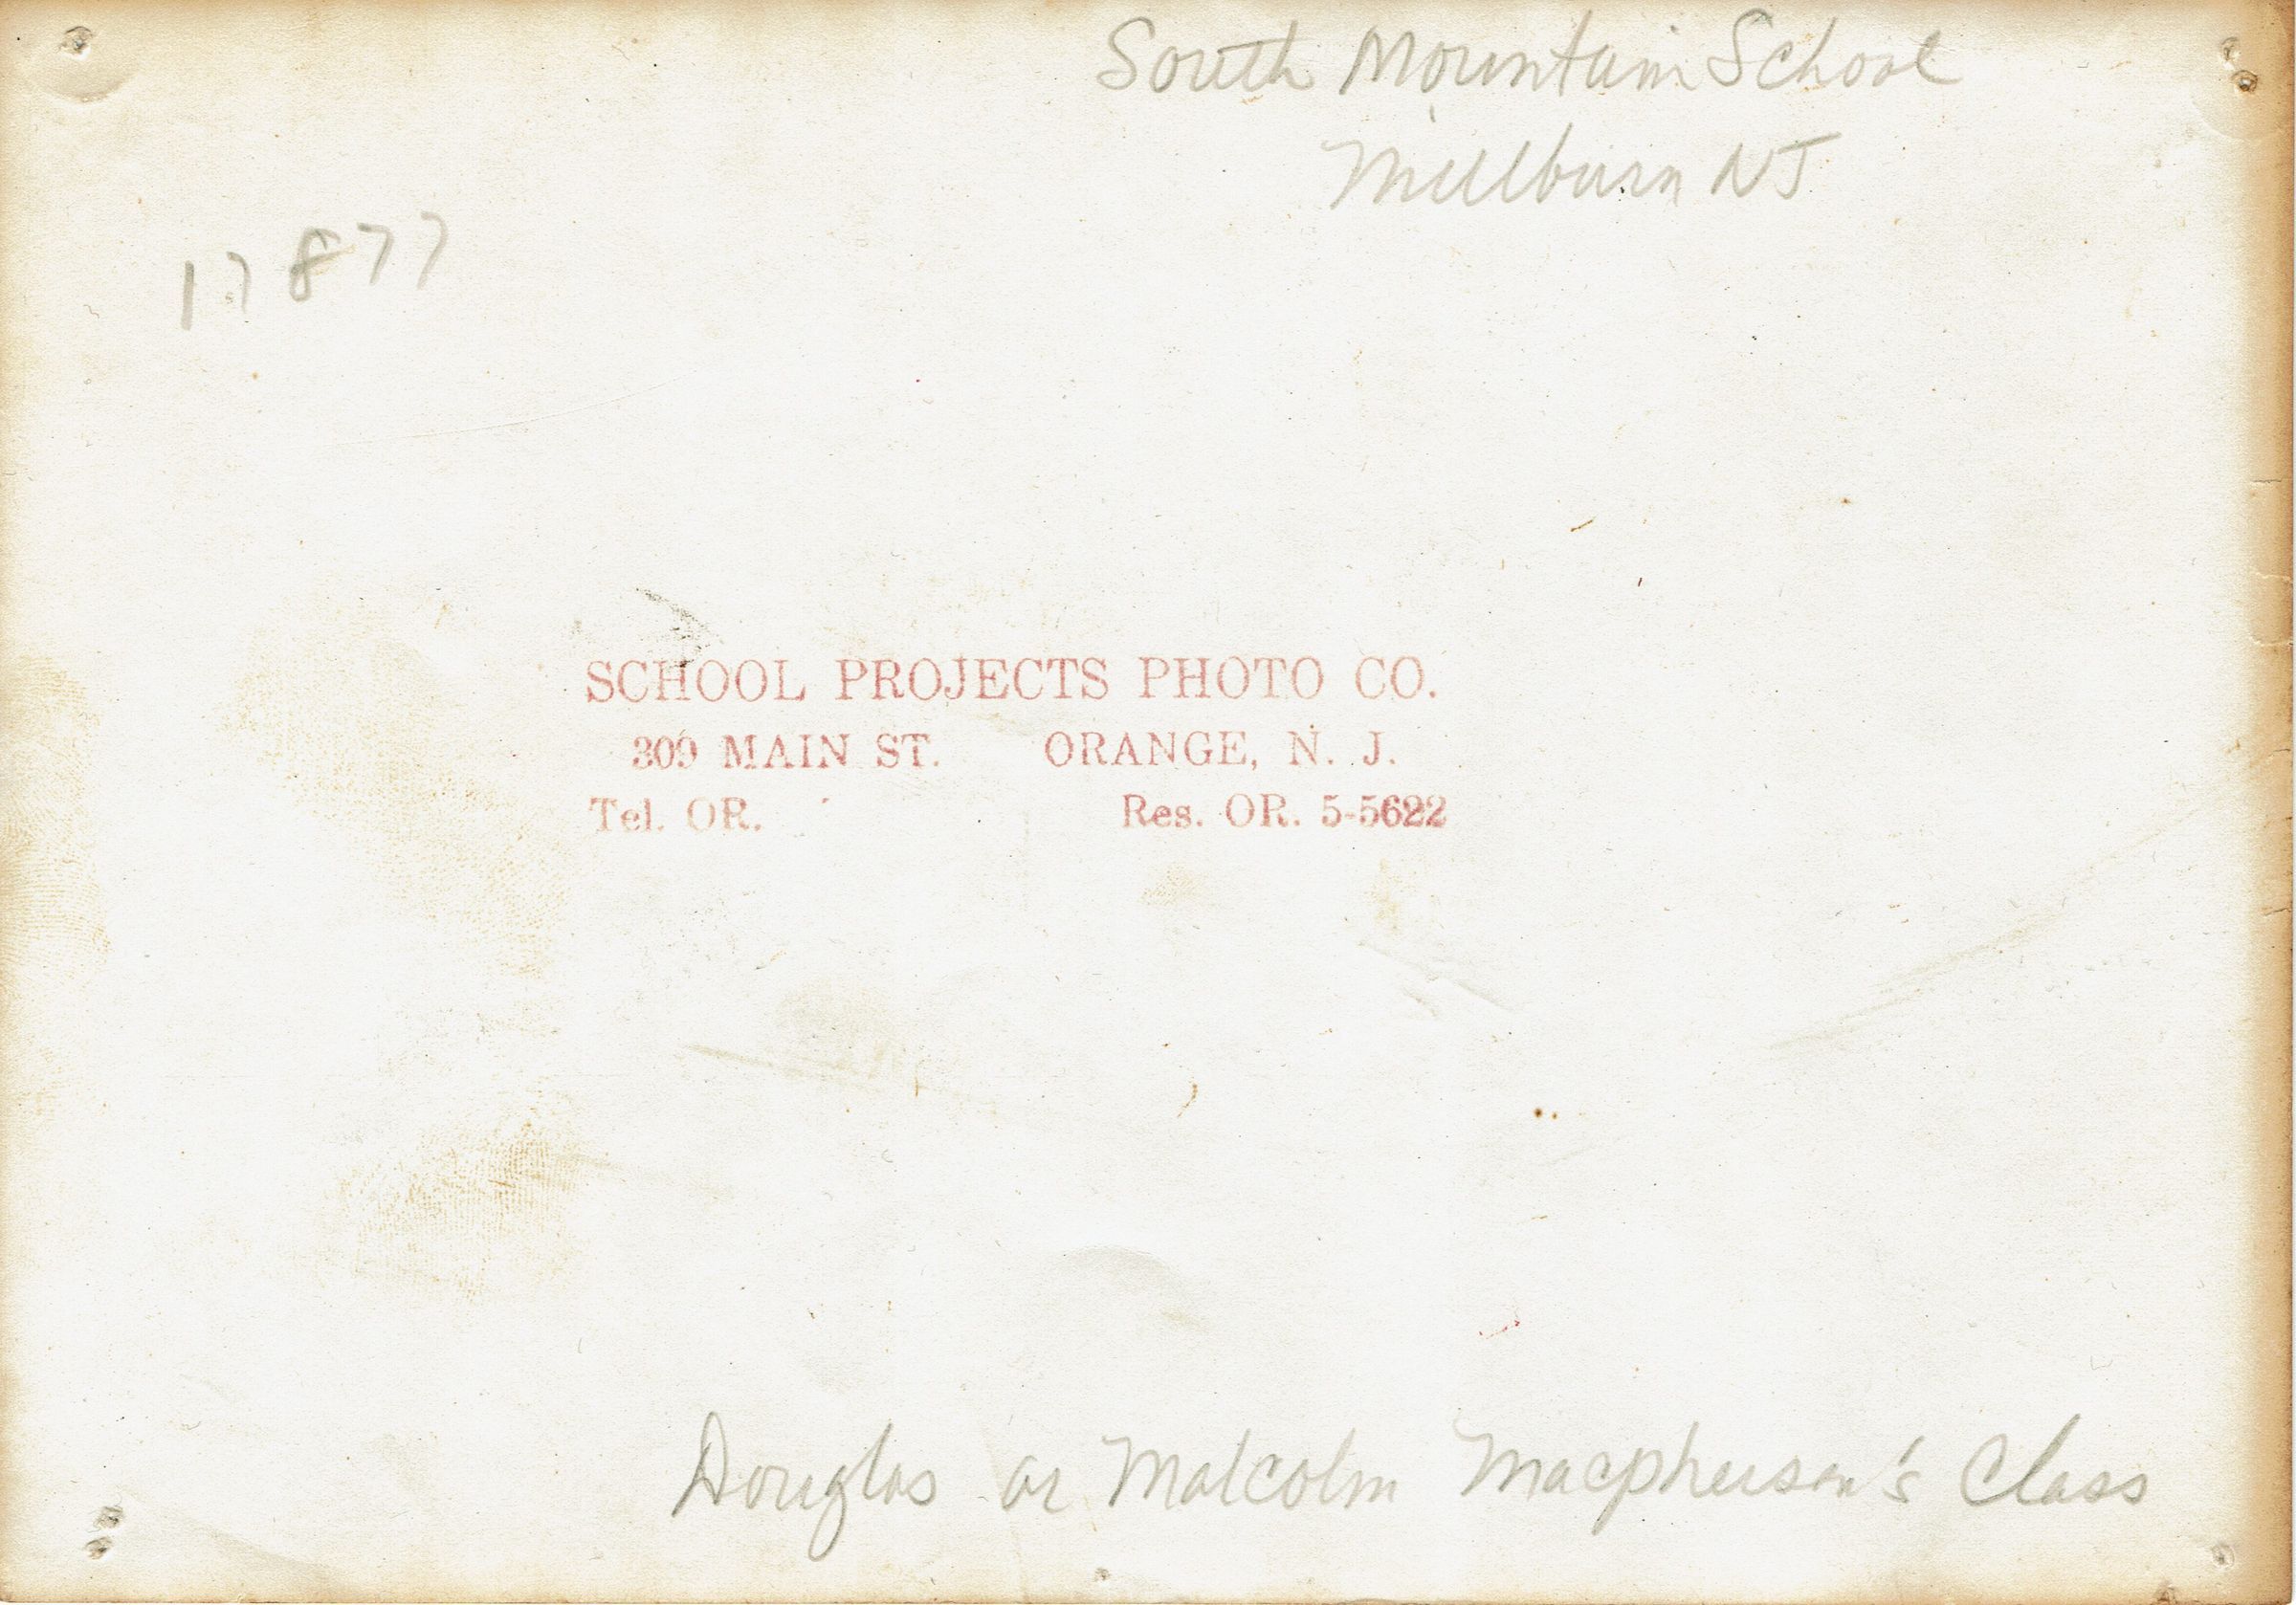 South Mountain School
Millburn NJ
17877
SCHOOL PROJECTS PHOTO CO.
309 MAIN ST. ORANGE, N. J.
Tel. OR. Res. OR. 5-5622
Douglas or Malcolm Macpherson's Class